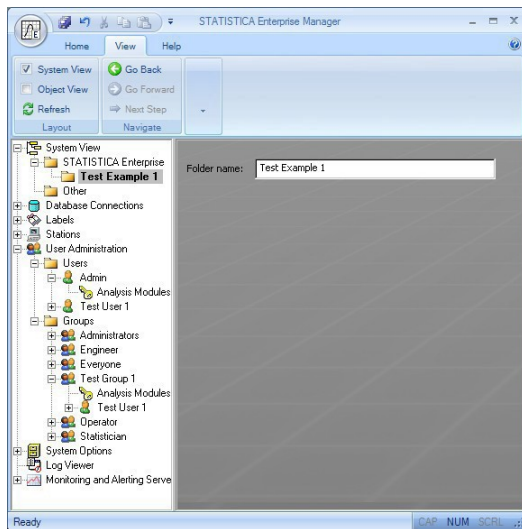 STATISTICA Enterprise Manager
Home View Help
System View
Object View
Refresh
Layout
Go Back
Go Forward
Next Step
Navigate
System View
STATISTICA Enterprise
Test Example 1
Other
Database Connections
Labels
Stations
User Administration
Users
Admin
Analysis Modules
Test User 1
Groups
Administrators
Engineer
Everyone
Test Group 1
Analysis Modules
Test User 1
Operator
Statistician
System Options
Log Viewer
Monitoring and Alerting Serve
Folder name: Test Example 1
Ready
CAP NUM SCRL